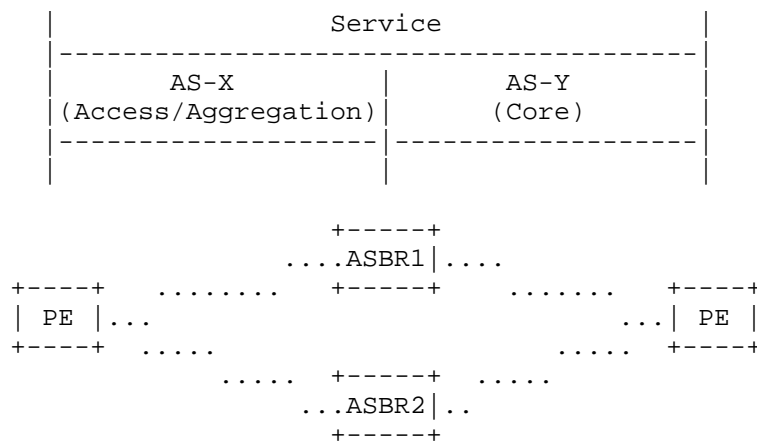 |                 Service                |
|----------------------------------------|
|       AS-X         |       AS-Y        |
|(Access/Aggregation)|      (Core)       |
|--------------------|-------------------|
|                    |                   |
                  +-----+
               ....ASBR1|....
+----+   ........   +-----+    .......   +----+
| PE |...                             ...| PE |
+----+  .....                     .....  +----+
             .....  +-----+  .....
                 ...ASBR2|..
                  +-----+